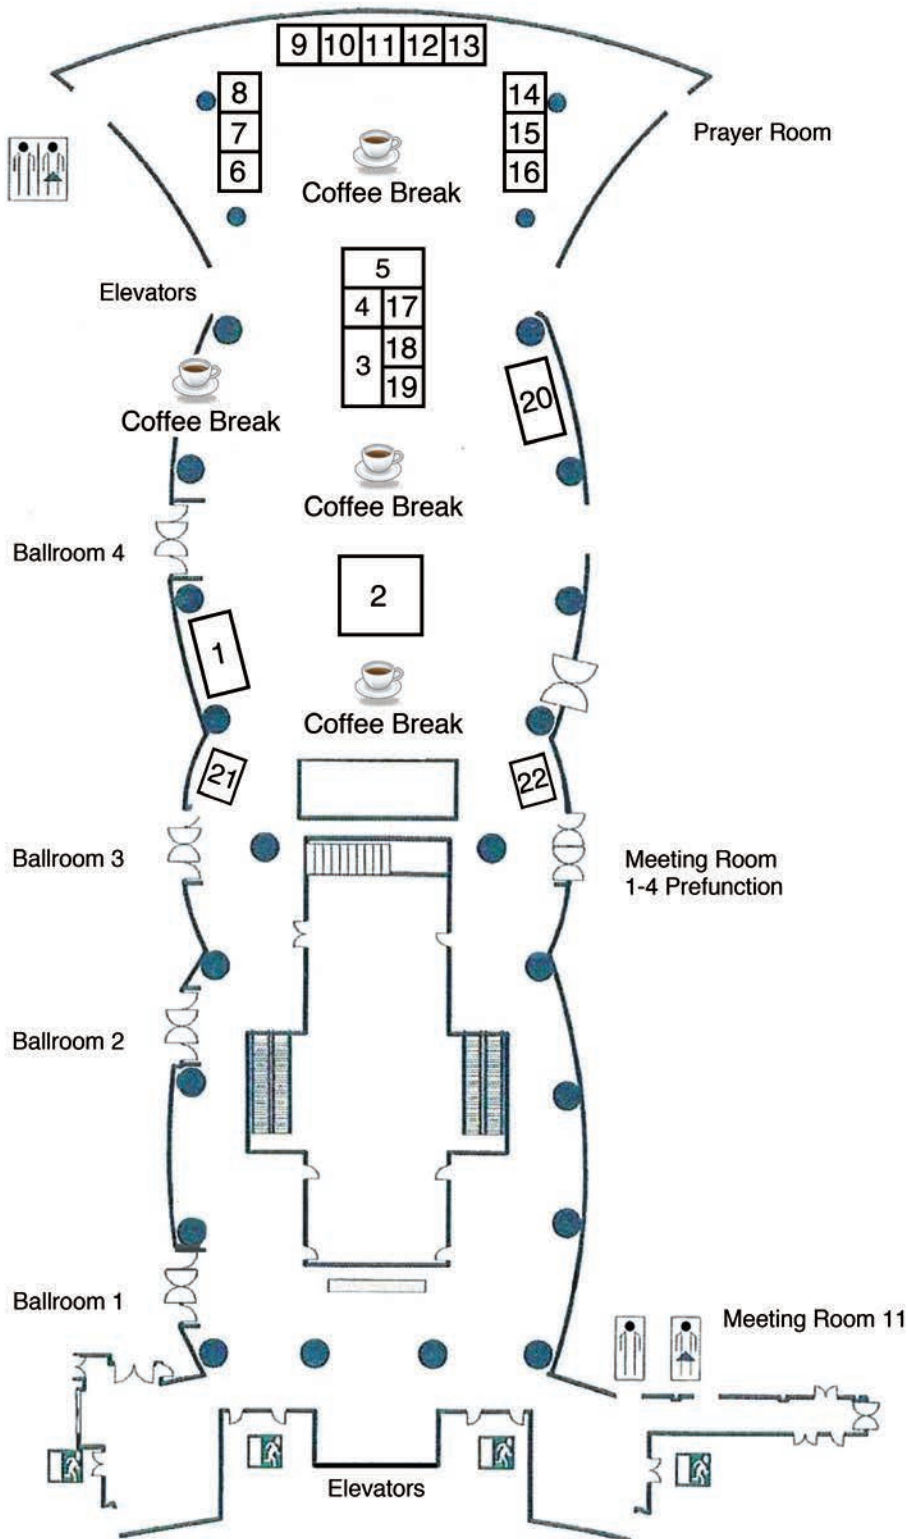 9 10 11 12 13
8
7
6
14
15
16
Coffee Break
Prayer Room
Elevators
5
4 17
3
18
19
20
Coffee Break
Coffee Break
Ballroom 4
2
1
Coffee Break
21
22
Ballroom 3
Meeting Room
1-4 Prefunction
Ballroom 2
Ballroom 1
Meeting Room 11
Elevators